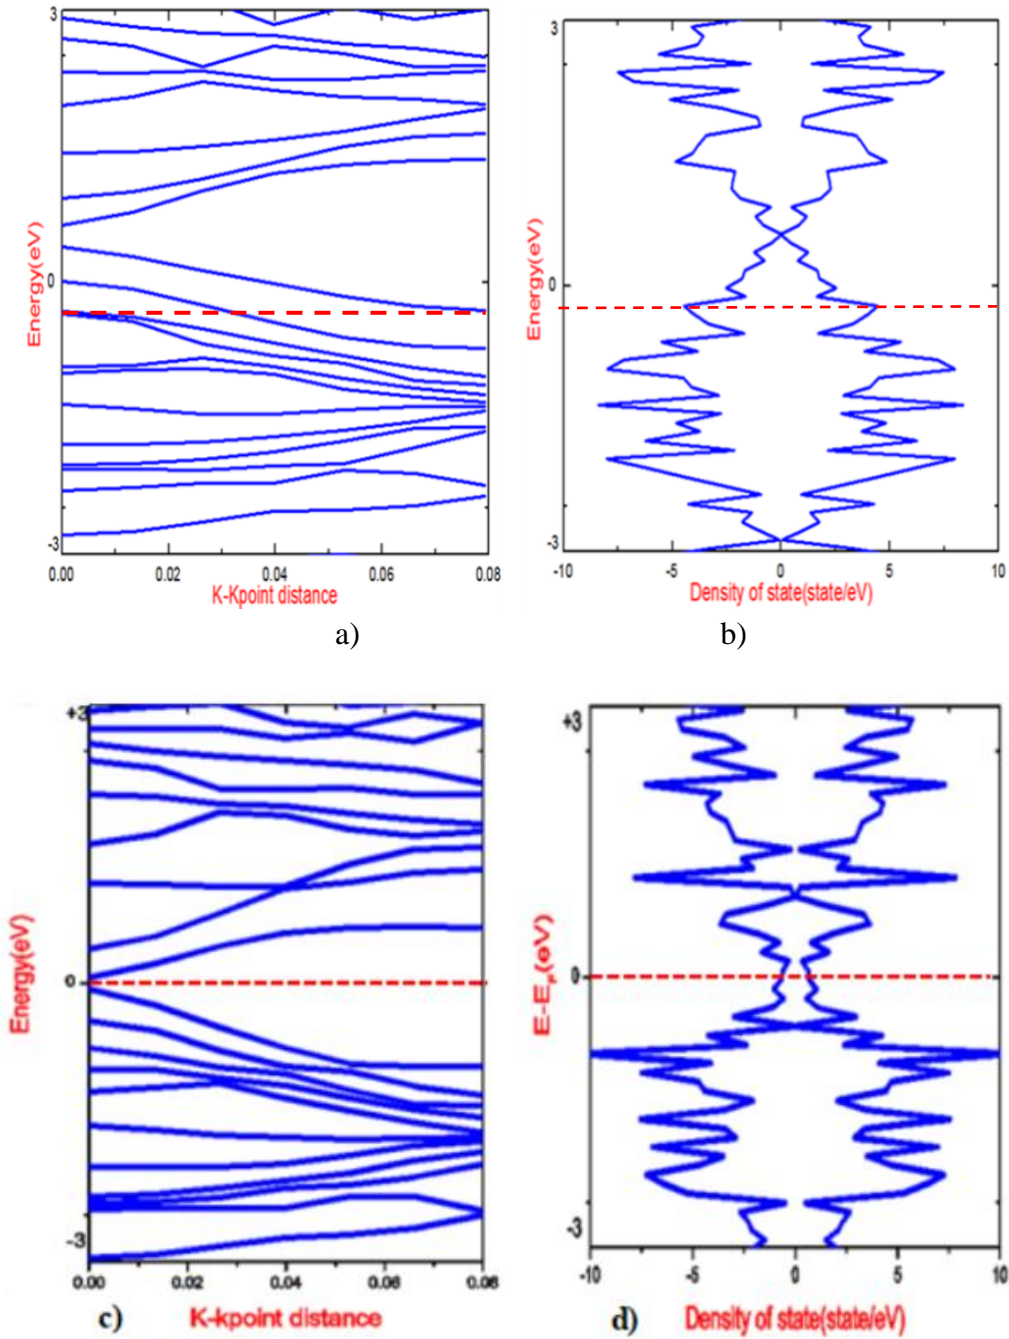 3
0
-3
Energy(eV)
0.00 0.02 0.04 0.06 0.08
K-Kpoint distance
a)
3
0
-3
Energy(eV)
-10 -5 0 5 10
Density of state(state/eV)
b)
+3
0
-3
Energy(eV)
0.00 0.02 0.04 0.06 0.08
c) K-kpoint distance
+3
0
-3
E-EF(eV)
-10 -5 0 5 10
d) Density of state(state/eV)